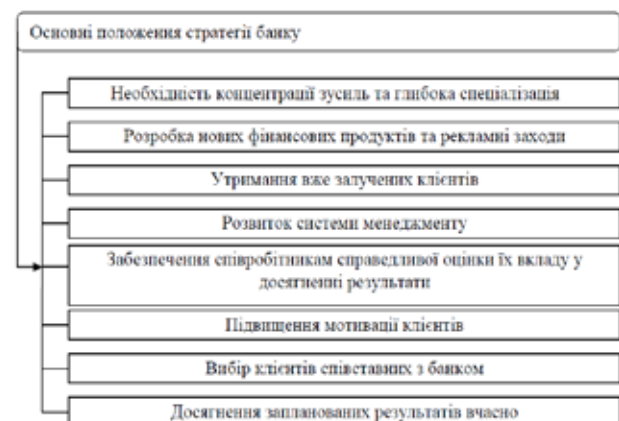 Основні положення стратегії банку
Необхідність концентрації зусиль та глибока спеціалізація
Розробка нових фінансових продуктів та рекламні заходи
Утримання вже залучених клієнтів
Розвиток системи менеджменту
Забезпечення співробітникам справедливої оцінки їх вкладу у
досягненні результати
Підвищення мотивації клієнтів
Вибір клієнтів співставних з банком
Досягнення запланованих результатів вчасно